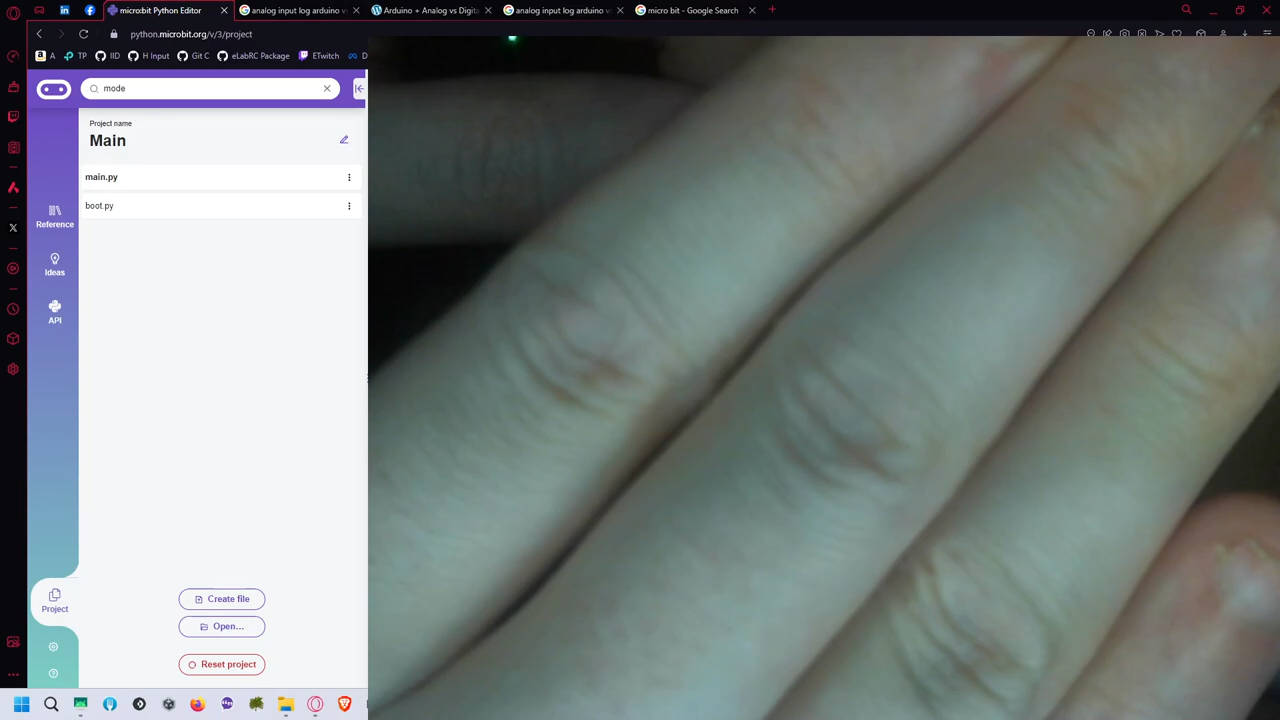 micro:bit Python Editor
analog input log arduino v
Arduino + Analog vs Digita
analog input log arduino v
micro bit - Google Search
python.microbit.org/v/3/project
A
TP
IID
H Input
Git C
eLabRC Package
ETwitch
mode
Project name
Main
main.py
boot.py
Reference
Ideas
API
Project
Create file
Open...
Reset project